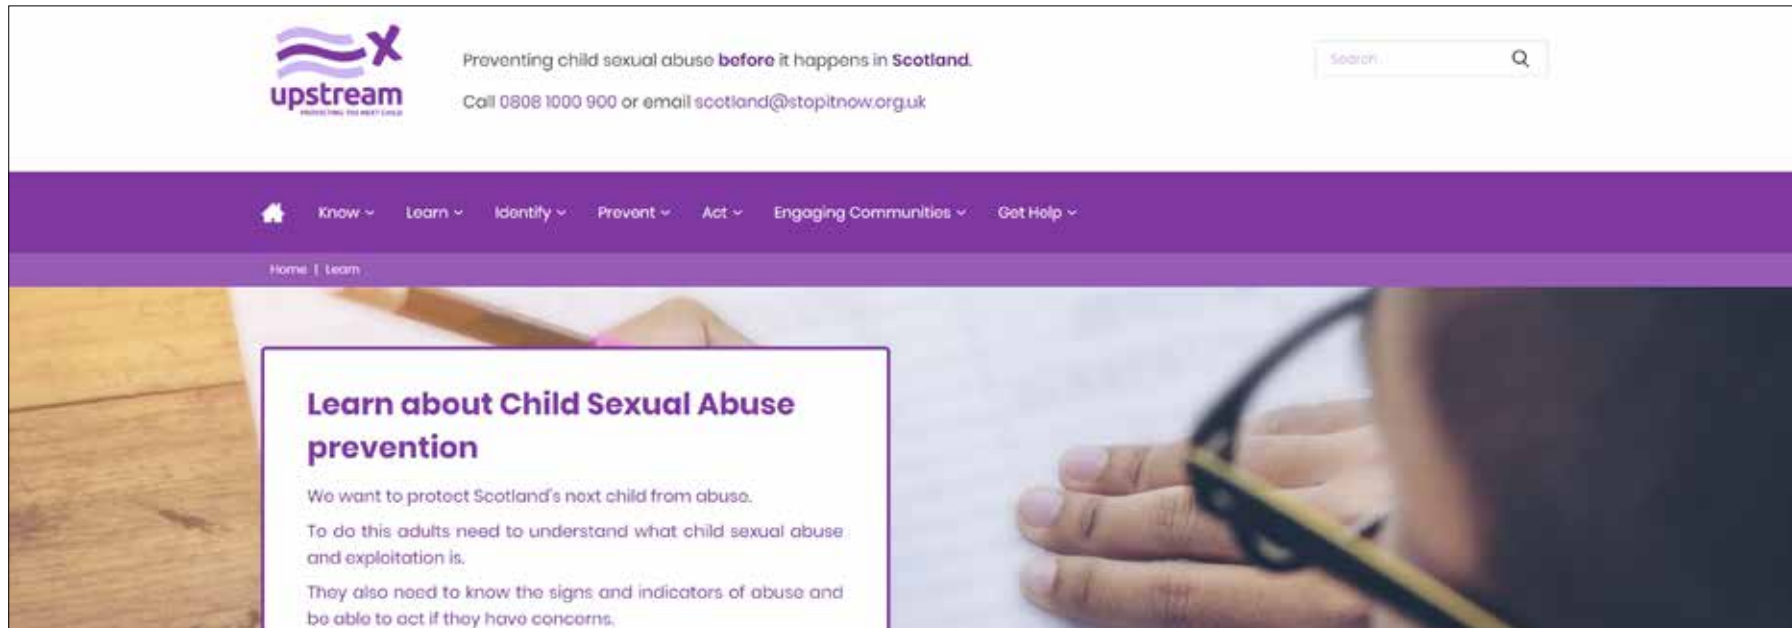 upstream
PROTECTING THE NEXT CHILD
Preventing child sexual abuse before it happens in Scotland.
Call 0808 1000 900 or email scotland@stopitnow.org.uk
Search
Know
Learn
Identify
Prevent
Act
Engaging Communities
Get Help
Home | Learn
Learn about Child Sexual Abuse
prevention
We want to protect Scotland's next child from abuse.
To do this adults need to understand what child sexual abuse
and exploitation is.
They also need to know the signs and indicators of abuse and
be able to act if they have concerns.